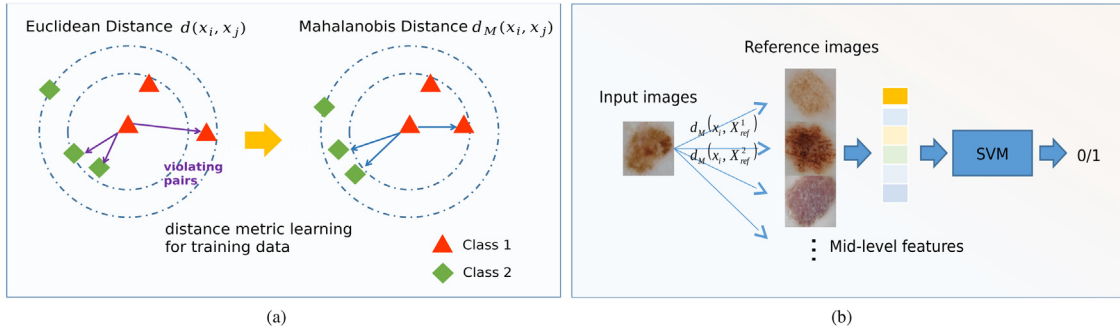 Euclidean Distance d(x_i, x_j)
Mahalanobis Distance d_M(x_i, x_j)
violating
pairs
distance metric learning
for training data
Class 1
Class 2
(a)
Reference images
Input images
d_M(x_i, X_ref^1)
d_M(x_i, X_ref^2)
SVM
0/1
⋮
Mid-level features
(b)